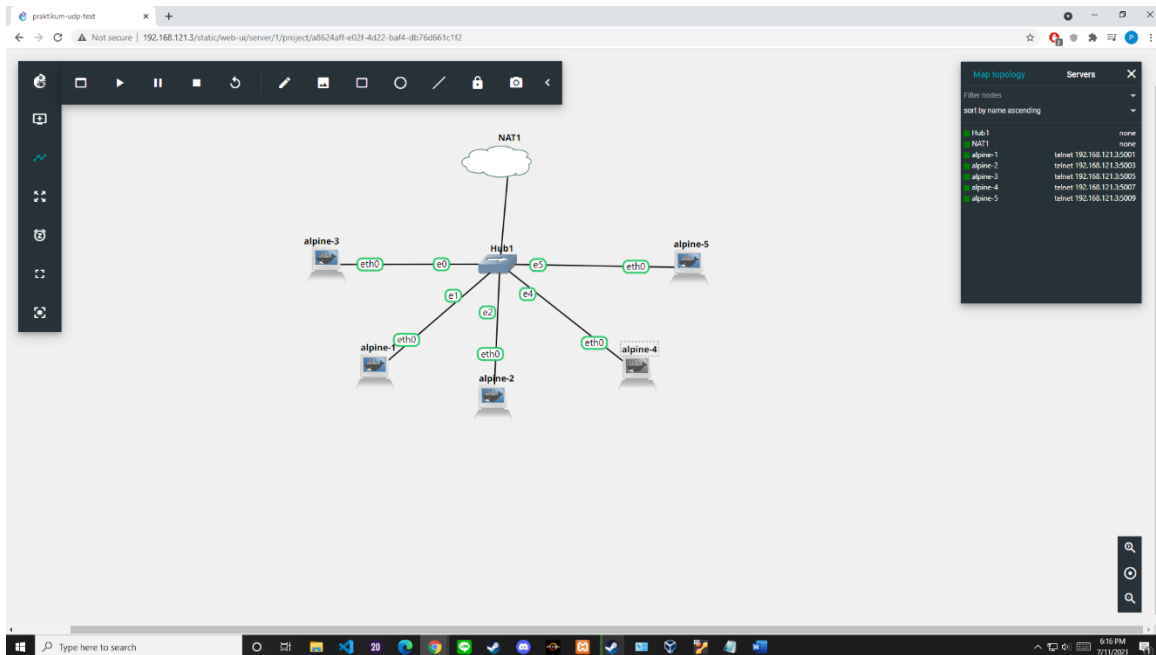 praktikum-udp-text
Not secure | 192.168.121.3/static/web-ui/server/1/project/a8624aff-e02f-4d22-baf4-db76d661c1f2
P
Map topology Servers
Filter nodes
sort by name ascending
Hub1 none
NAT1 none
alpine-1 telnet 192.168.121.3:5001
alpine-2 telnet 192.168.121.3:5003
alpine-3 telnet 192.168.121.3:5005
alpine-4 telnet 192.168.121.3:5007
alpine-5 telnet 192.168.121.3:5009
NAT1
alpine-3
Hub1
alpine-5
eth0 e0 e5 eth0
e1 e4
e2
eth0 eth0
alpine-1 eth0 alpine-4
alpine-2
Type here to search
20
6:16 PM
7/11/2021